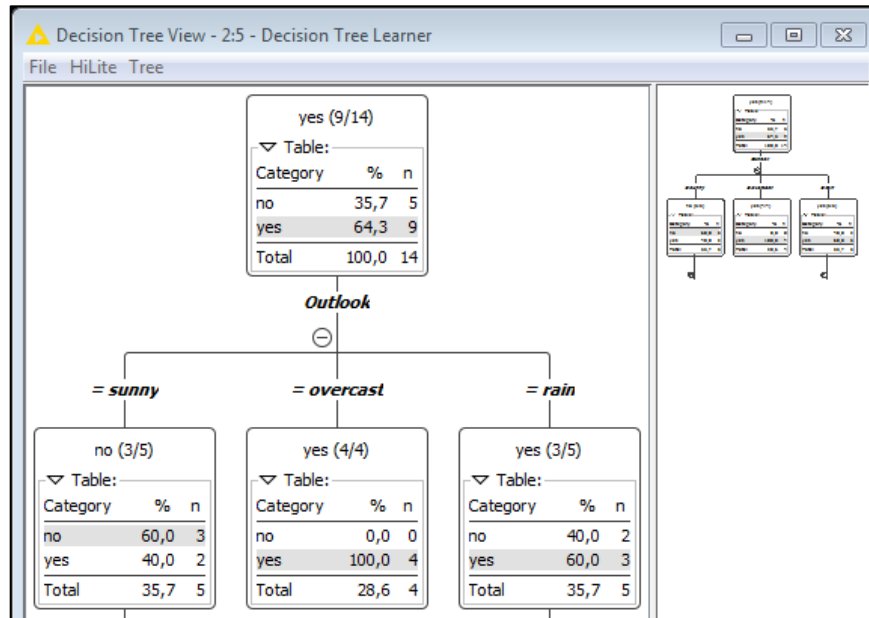 Decision Tree View - 2:5 - Decision Tree Learner
File HiLite Tree
yes (9/14)
Table:
Category % n
no 35,7 5
yes 64,3 9
Total 100,0 14
Outlook
= sunny
= overcast
= rain
no (3/5)
Table:
Category % n
no 60,0 3
yes 40,0 2
Total 35,7 5
yes (4/4)
Table:
Category % n
no 0,0 0
yes 100,0 4
Total 28,6 4
yes (3/5)
Table:
Category % n
no 40,0 2
yes 60,0 3
Total 35,7 5